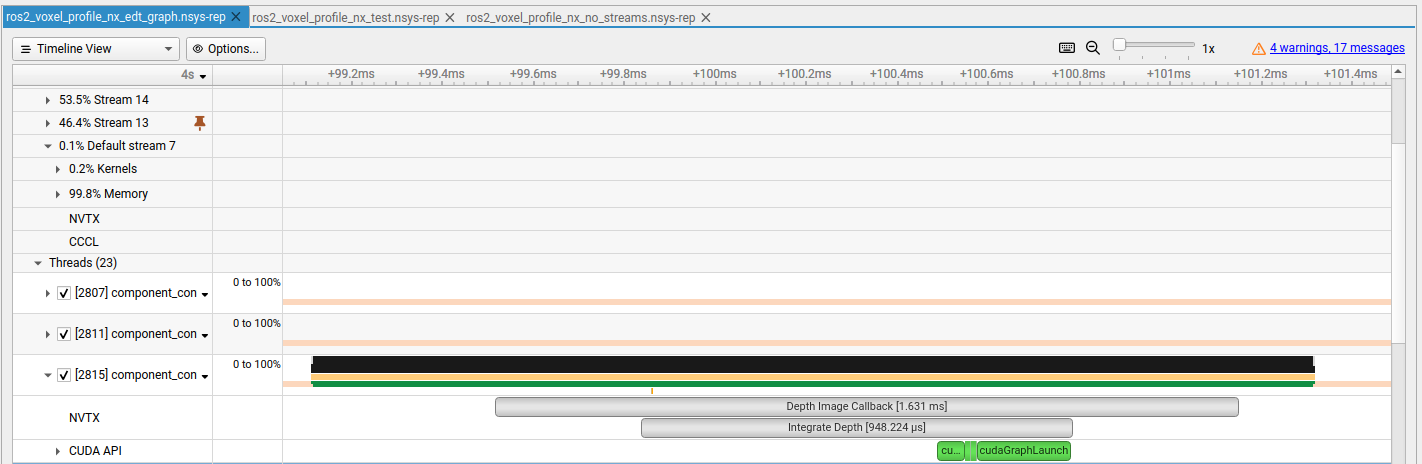 ros2_voxel_profile_nx_edt_graph.nsys-rep ros2_voxel_profile_nx_test.nsys-rep ros2_voxel_profile_nx_no_streams.nsys-rep
Timeline View Options... 1x 4 warnings, 17 messages
4s +99.2ms +99.4ms +99.6ms +99.8ms +100ms +100.2ms +100.4ms +100.6ms +100.8ms +101ms +101.2ms +101.4ms
53.5% Stream 14
46.4% Stream 13
0.1% Default stream 7
0.2% Kernels
99.8% Memory
NVTX
CCCL
Threads (23)
[2807] component_con 0 to 100%
[2811] component_con 0 to 100%
[2815] component_con 0 to 100%
NVTX
Depth Image Callback [1.631 ms]
Integrate Depth [948.224 μs]
CUDA API cu... cudaGraphLaunch